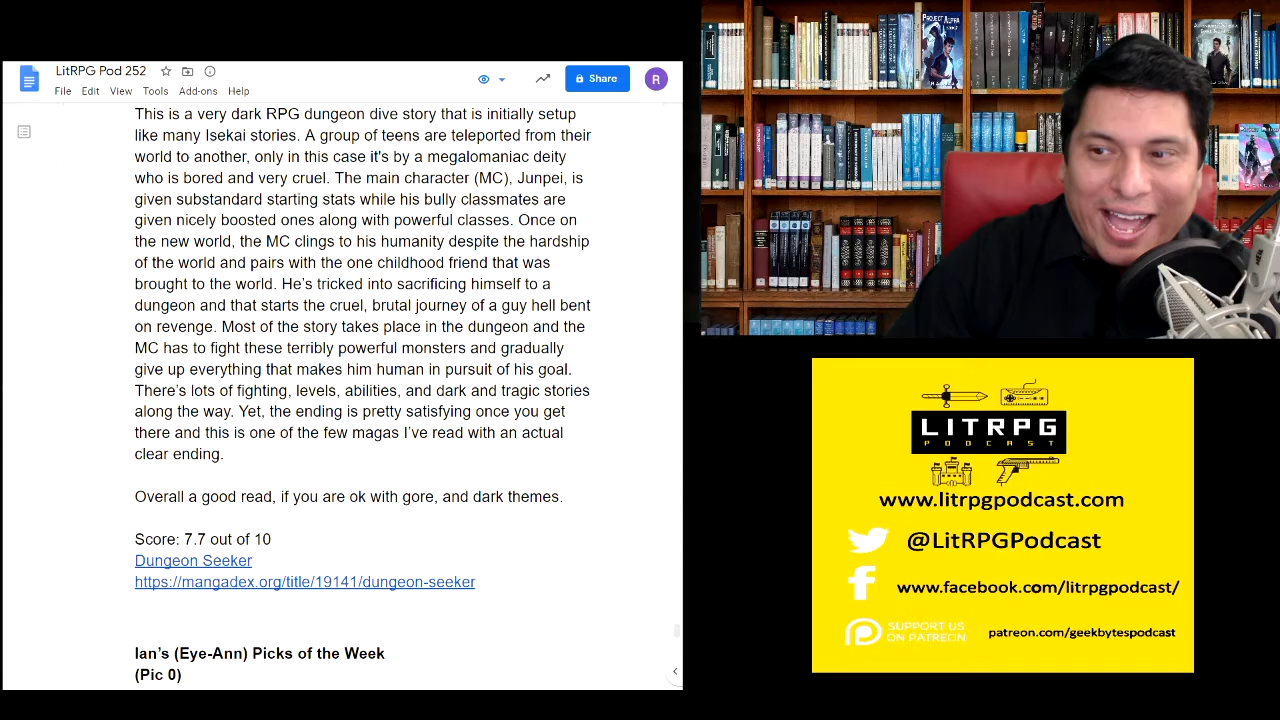 LitRPG Pod 252
File Edit View Tools Add-ons Help
Share
R
This is a very dark RPG dungeon dive story that is initially setup
like many Isekai stories. A group of teens are teleported from their
world to another, only in this case it's by a megalomaniac deity
who is bored and very cruel. The main character (MC), Junpei, is
given substandard starting stats while his bully classmates are
given nicely boosted ones along with powerful classes. Once on
the new world, the MC clings to his humanity despite the hardship
of the world and pairs with the one childhood friend that was
brought to the world. He's tricked into sacrificing himself to a
dungeon and that starts the cruel, brutal journey of a guy hell bent
on revenge. Most of the story takes place in the dungeon and the
MC has to fight these terribly powerful monsters and gradually
give up everything that makes him human in pursuit of his goal.
There's lots of fighting, levels, abilities, and dark and tragic stories
along the way. Yet, the ending is pretty satisfying once you get
there and this is one of the few magas I've read with an actual
clear ending.
Overall a good read, if you are ok with gore, and dark themes.
Score: 7.7 out of 10
Dungeon Seeker
https://mangadex.org/title/19141/dungeon-seeker
Ian's (Eye-Ann) Picks of the Week
(Pic 0)
PROJECT ALPHA
LITRPG
PODCAST
www.litrpgpodcast.com
@LitRPGPodcast
www.facebook.com/litrpgpodcast/
SUPPORT US
ON PATREON
patreon.com/geekbytespodcast